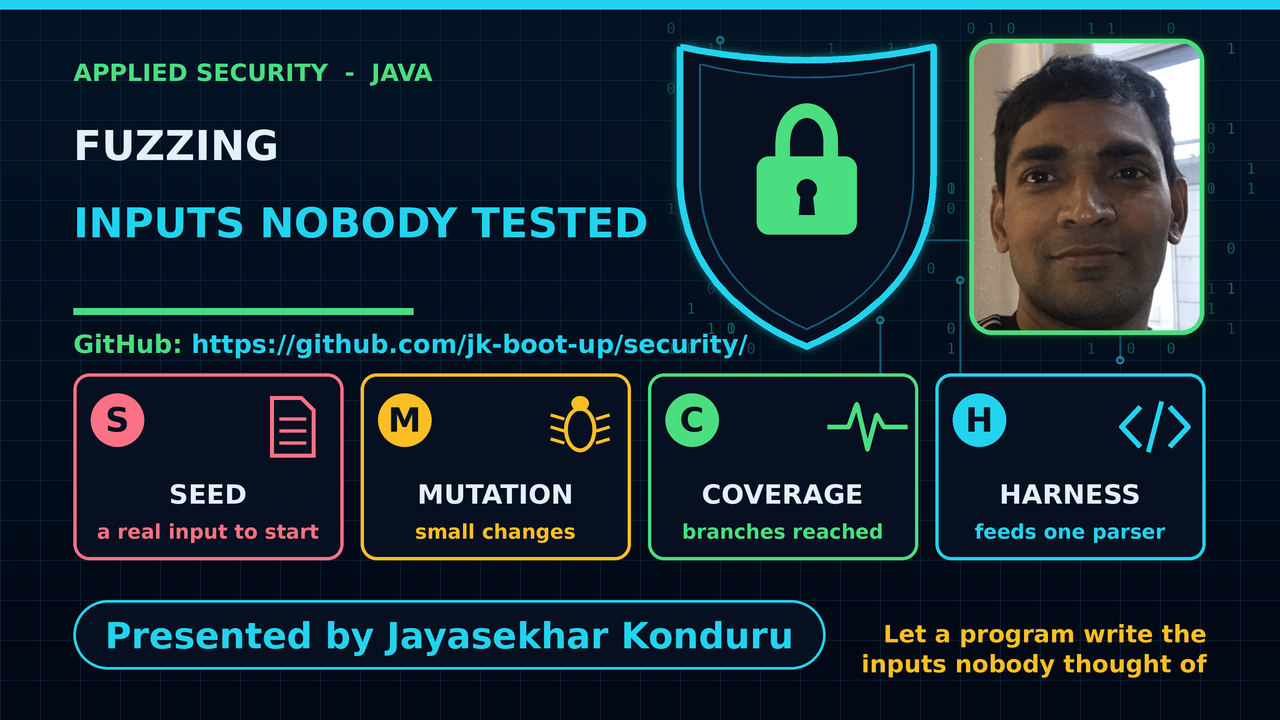 APPLIED SECURITY - JAVA
FUZZING
INPUTS NOBODY TESTED
GitHub: https://github.com/jk-boot-up/security/
S
SEED
a real input to start
M
MUTATION
small changes
C
COVERAGE
branches reached
H
</>
HARNESS
feeds one parser
Presented by Jayasekhar Konduru
Let a program write the
inputs nobody thought of